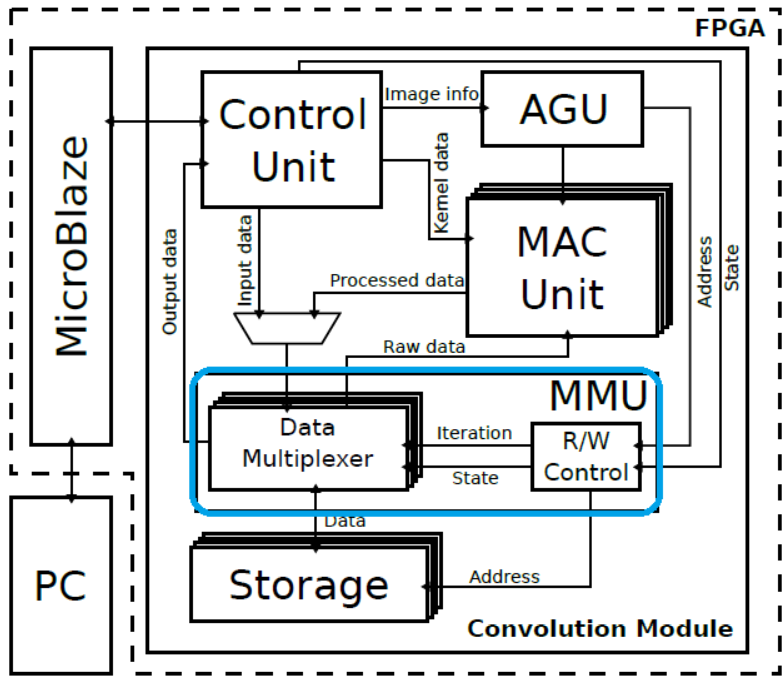 FPGA
MicroBlaze
Control
Unit
Image info
AGU
Kernel data
MAC
Unit
Address
State
Output data
Input data
Processed data
Raw data
MMU
Data
Multiplexer
Iteration
State
R/W
Control
Data
Storage
Address
PC
Convolution Module